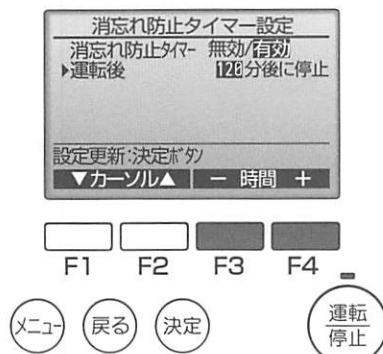 消忘れ防止タイマー設定
消忘れ防止タイマー 無効/有効
▶運転後 120分後に停止
設定更新:決定ボタン
▼カーソル▲ − 時間 +
F1 F2 F3 F4
メニュー 戻る 決定 運転/停止